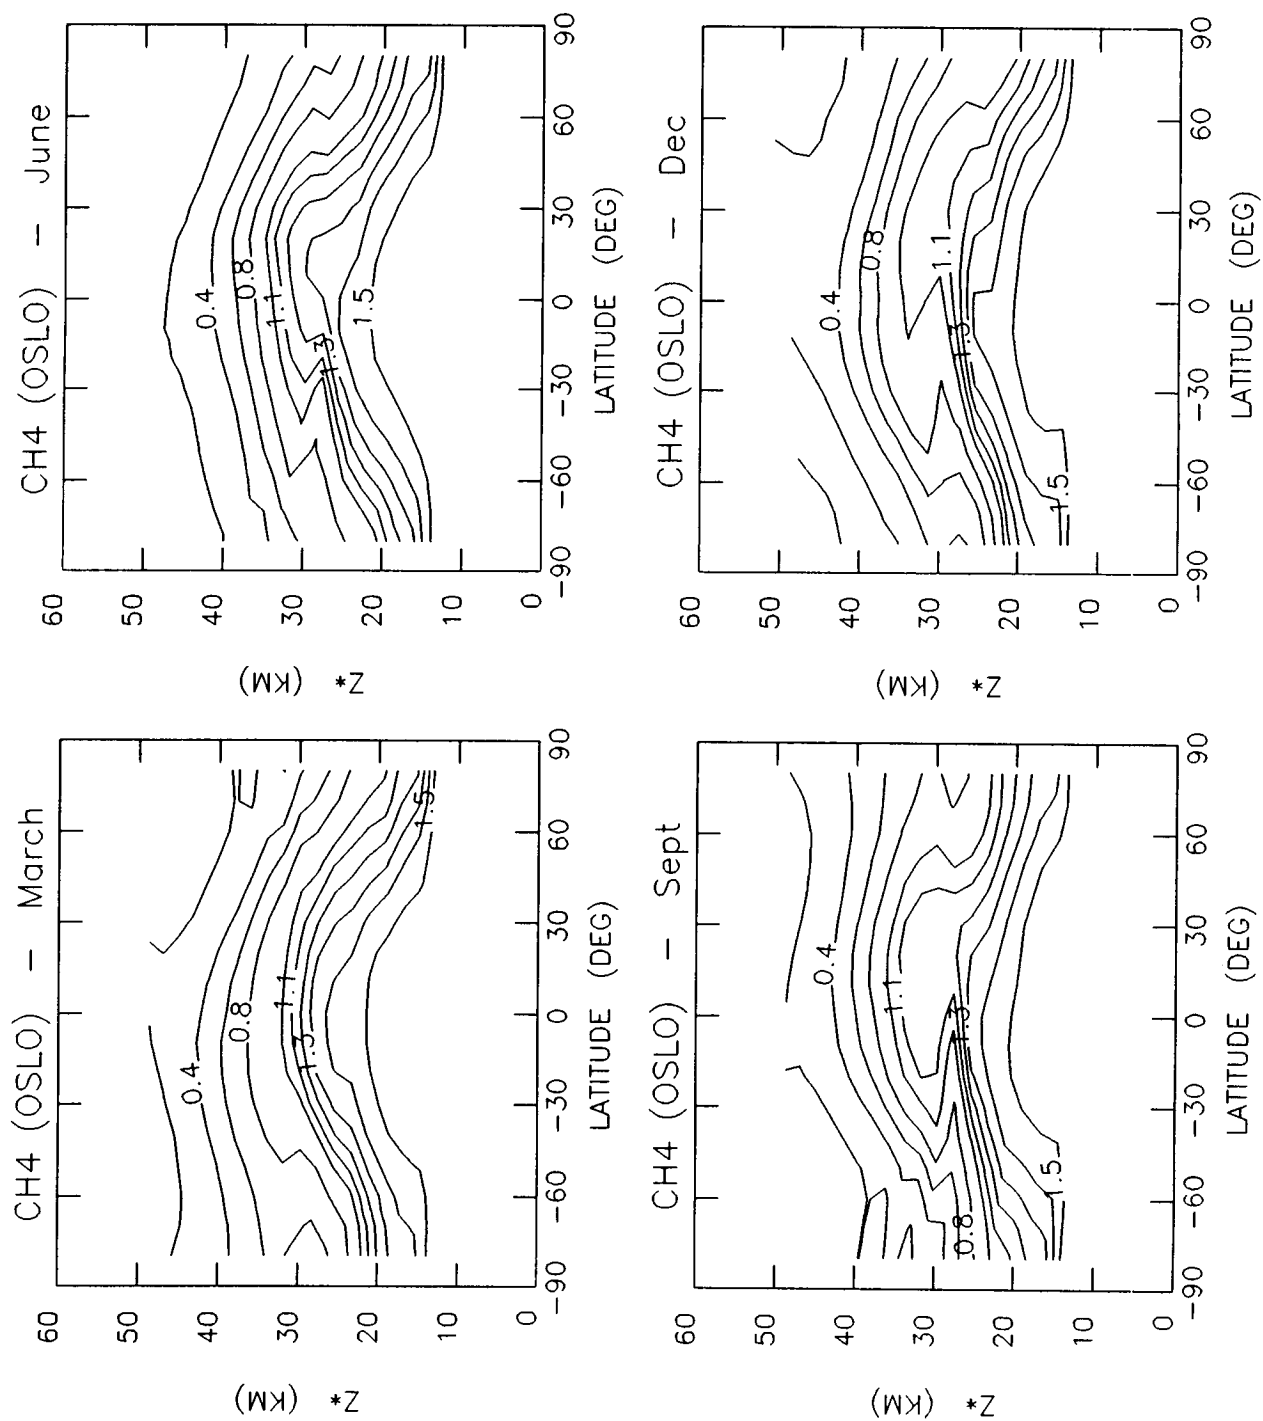 CH4 (OSLO) – March
60
50
40
30
20
10
0
Z*
(KM)
0.4
0.8
1.1
1.3
1.5
-90 -60 -30 0 30 60 90
LATITUDE (DEG)
CH4 (OSLO) – June
60
50
40
30
20
10
0
Z*
(KM)
0.4
0.8
1.1
1.3
1.5
-90 -60 -30 0 30 60 90
LATITUDE (DEG)
CH4 (OSLO) – Sept
60
50
40
30
20
10
0
Z*
(KM)
0.4
1.1
1.3
0.8
1.5
-90 -60 -30 0 30 60 90
LATITUDE (DEG)
CH4 (OSLO) – Dec
60
50
40
30
20
10
0
Z*
(KM)
0.4
0.8
1.1
1.3
1.5
-90 -60 -30 0 30 60 90
LATITUDE (DEG)